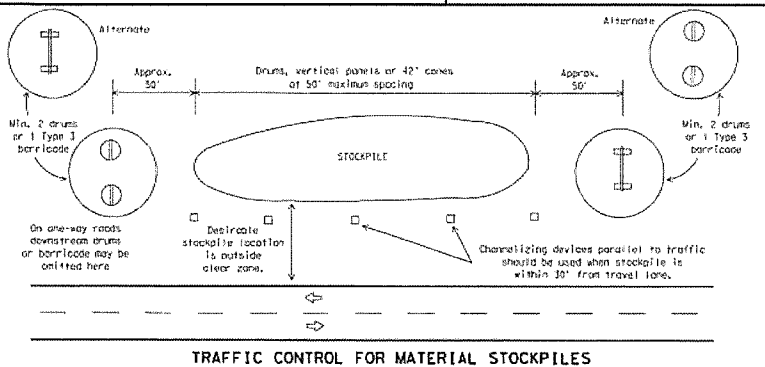 Alternate
Alternate
Approx.
50'
Drums, vertical panels or 42" cones
at 50' maximum spacing
Approx.
50'
Min. 2 drums
or 1 Type 3
barricade
Min. 2 drums
or 1 Type 3
barricade
STOCKPILE
On one-way roads
downstream drums
or barricade may be
omitted here
Desirable
stockpile location
is outside
clear zone.
Channelizing devices parallel to traffic
should be used when stockpile is
within 30' from travel lane.
TRAFFIC CONTROL FOR MATERIAL STOCKPILES